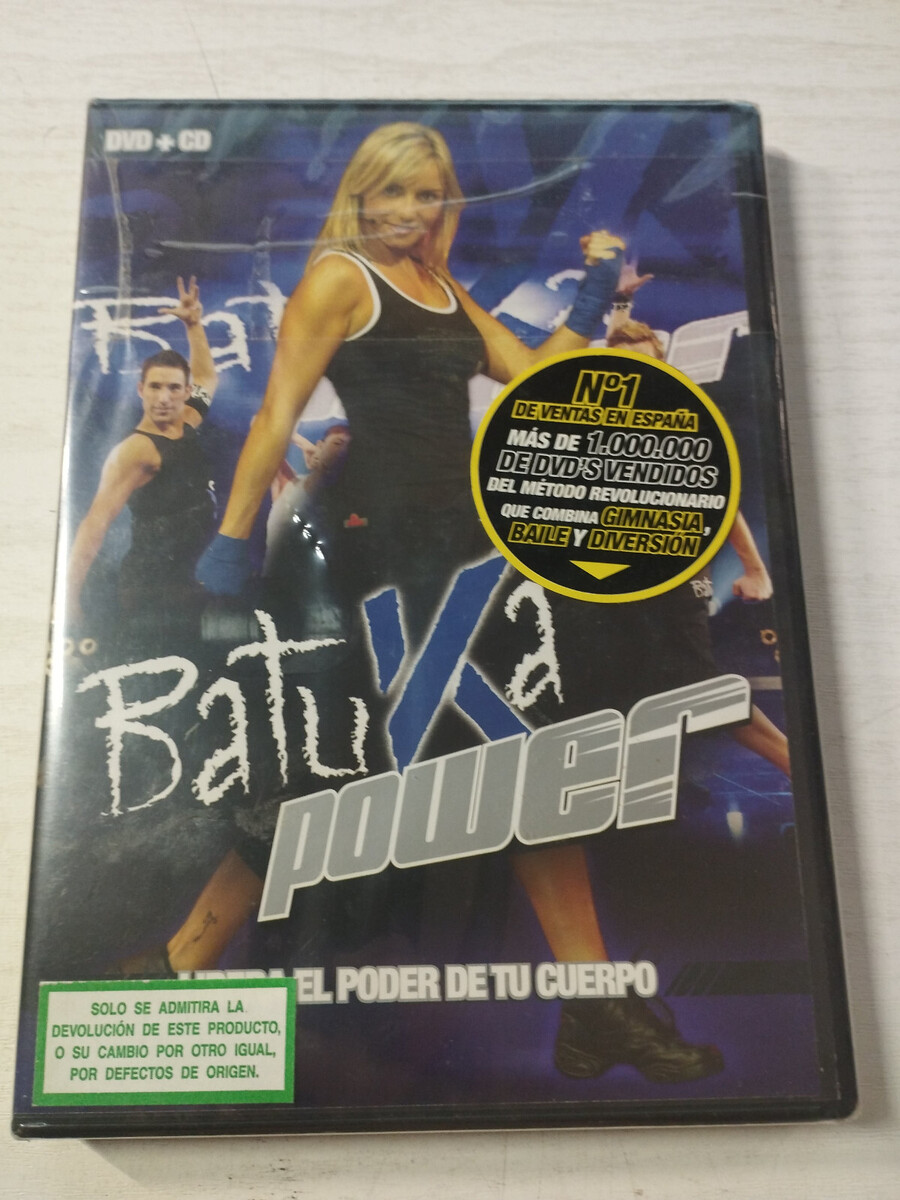 DVD + CD
Bat
Nº1
DE VENTAS EN ESPAÑA
MÁS DE 1.000.000
DE DVD'S VENDIDOS
DEL MÉTODO REVOLUCIONARIO
QUE COMBINA GIMNASIA,
BAILE Y DIVERSIÓN
BatuKa
power
EL PODER DE TU CUERPO
SOLO SE ADMITIRA LA
DEVOLUCIÓN DE ESTE PRODUCTO,
O SU CAMBIO POR OTRO IGUAL,
POR DEFECTOS DE ORIGEN.